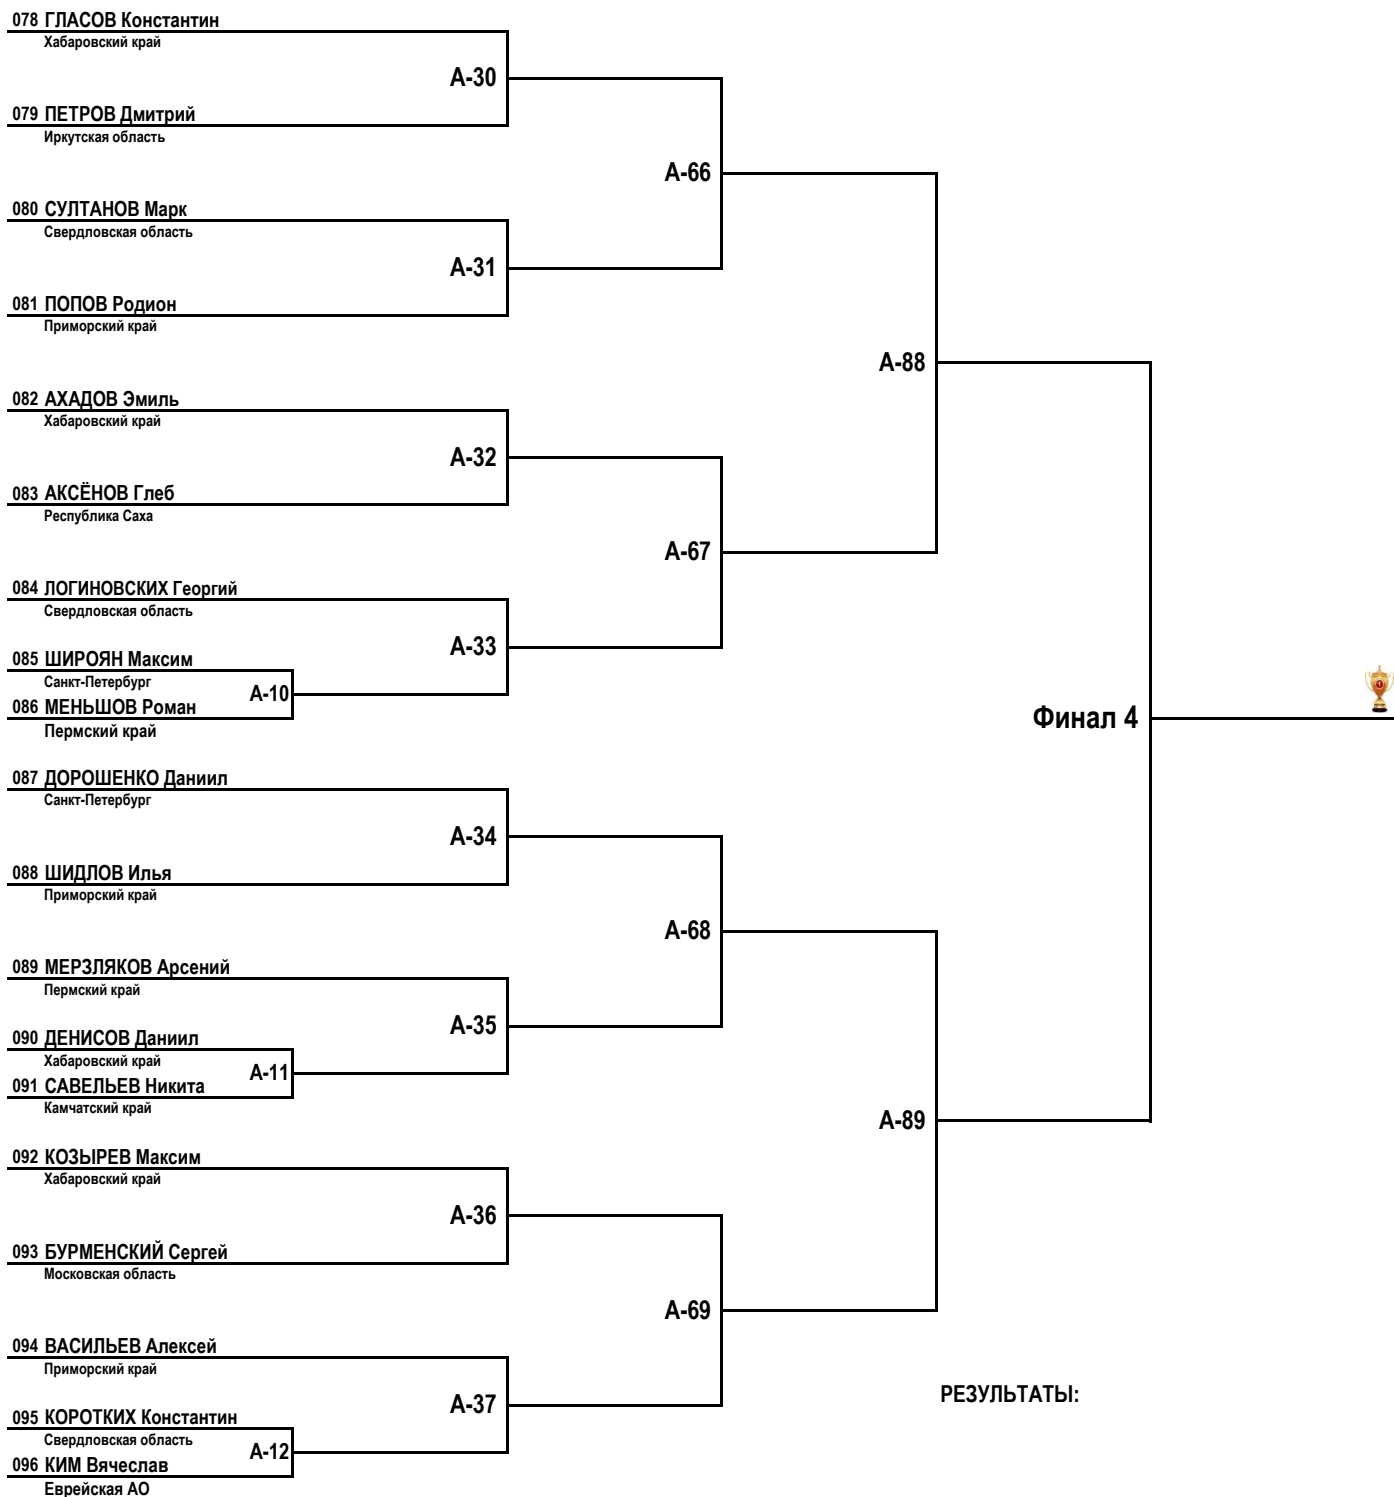 078 ГЛАСОВ Константин
Хабаровский край
А-30
079 ПЕТРОВ Дмитрий
Иркутская область
А-66
080 СУЛТАНОВ Марк
Свердловская область
А-31
081 ПОПОВ Родион
Приморский край
А-88
082 АХАДОВ Эмиль
Хабаровский край
А-32
083 АКСЁНОВ Глеб
Республика Саха
А-67
084 ЛОГИНОВСКИХ Георгий
Свердловская область
А-33
085 ШИРОЯН Максим
Санкт-Петербург
А-10
086 МЕНЬШОВ Роман
Пермский край
Финал 4
087 ДОРОШЕНКО Даниил
Санкт-Петербург
А-34
088 ШИДЛОВ Илья
Приморский край
А-68
089 МЕРЗЛЯКОВ Арсений
Пермский край
А-35
090 ДЕНИСОВ Даниил
Хабаровский край
А-11
091 САВЕЛЬЕВ Никита
Камчатский край
А-89
092 КОЗЫРЕВ Максим
Хабаровский край
А-36
093 БУРМЕНСКИЙ Сергей
Московская область
А-69
094 ВАСИЛЬЕВ Алексей
Приморский край
А-37
РЕЗУЛЬТАТЫ:
095 КОРОТКИХ Константин
Свердловская область
А-12
096 КИМ Вячеслав
Еврейская АО